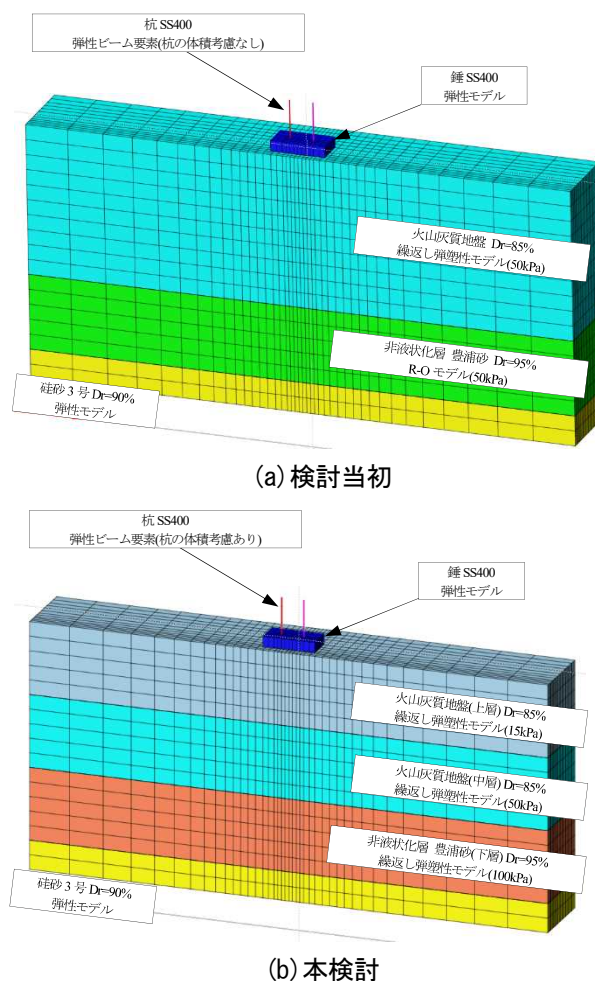 杭 SS400
弾性ビーム要素(杭の体積考慮なし)
錘 SS400
弾性モデル
火山灰質地盤 Dr=85%
繰返し弾塑性モデル(50kPa)
非液状化層 豊浦砂 Dr=95%
R-O モデル(50kPa)
硅砂 3 号 Dr=90%
弾性モデル
(a) 検討当初
杭 SS400
弾性ビーム要素(杭の体積考慮あり)
錘 SS400
弾性モデル
火山灰質地盤(上層) Dr=85%
繰返し弾塑性モデル(15kPa)
火山灰質地盤(中層) Dr=85%
繰返し弾塑性モデル(50kPa)
非液状化層 豊浦砂(下層) Dr=95%
繰返し弾塑性モデル(100kPa)
硅砂 3 号 Dr=90%
弾性モデル
(b) 本検討